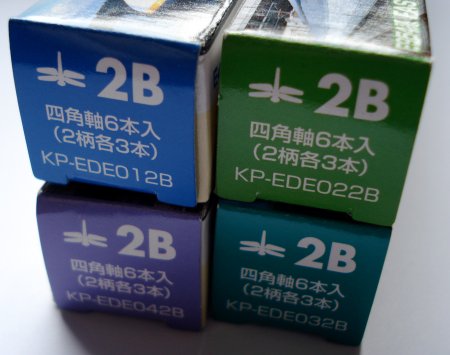 2B
四角軸6本入
(2柄各3本)
KP-EDE012B
2B
四角軸6本入
(2柄各3本)
KP-EDE022B
2B
四角軸6本入
(2柄各3本)
KP-EDE042B
2B
四角軸6本入
(2柄各3本)
KP-EDE032B